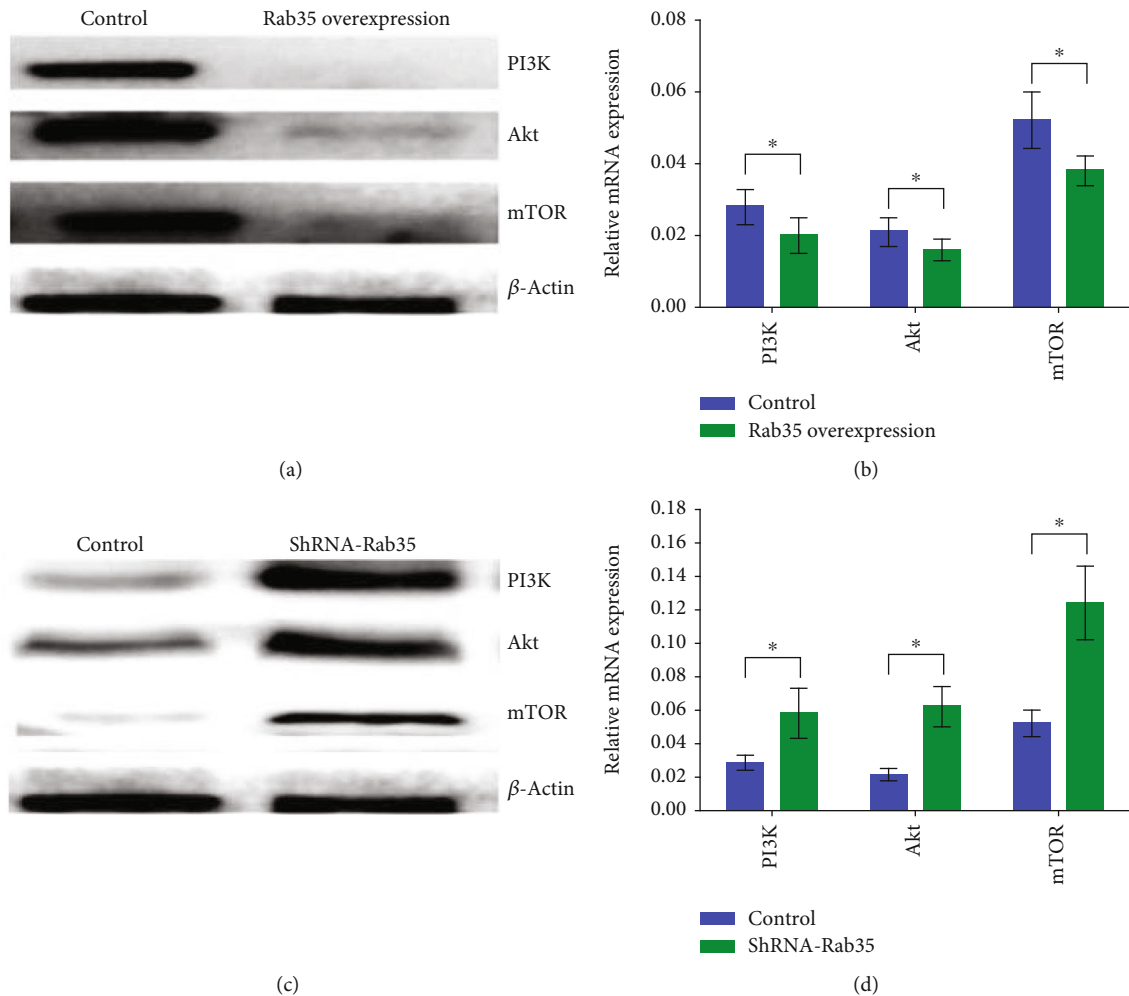 Control Rab35 overexpression
PI3K
Akt
mTOR
β-Actin
(a)
Relative mRNA expression
0.08
0.06
0.04
0.02
0.00
* * *
PI3K Akt mTOR
Control
Rab35 overexpression
(b)
Control ShRNA-Rab35
PI3K
Akt
mTOR
β-Actin
(c)
Relative mRNA expression
0.18
0.16
0.14
0.12
0.10
0.08
0.06
0.04
0.02
0.00
* * *
PI3K Akt mTOR
Control
ShRNA-Rab35
(d)